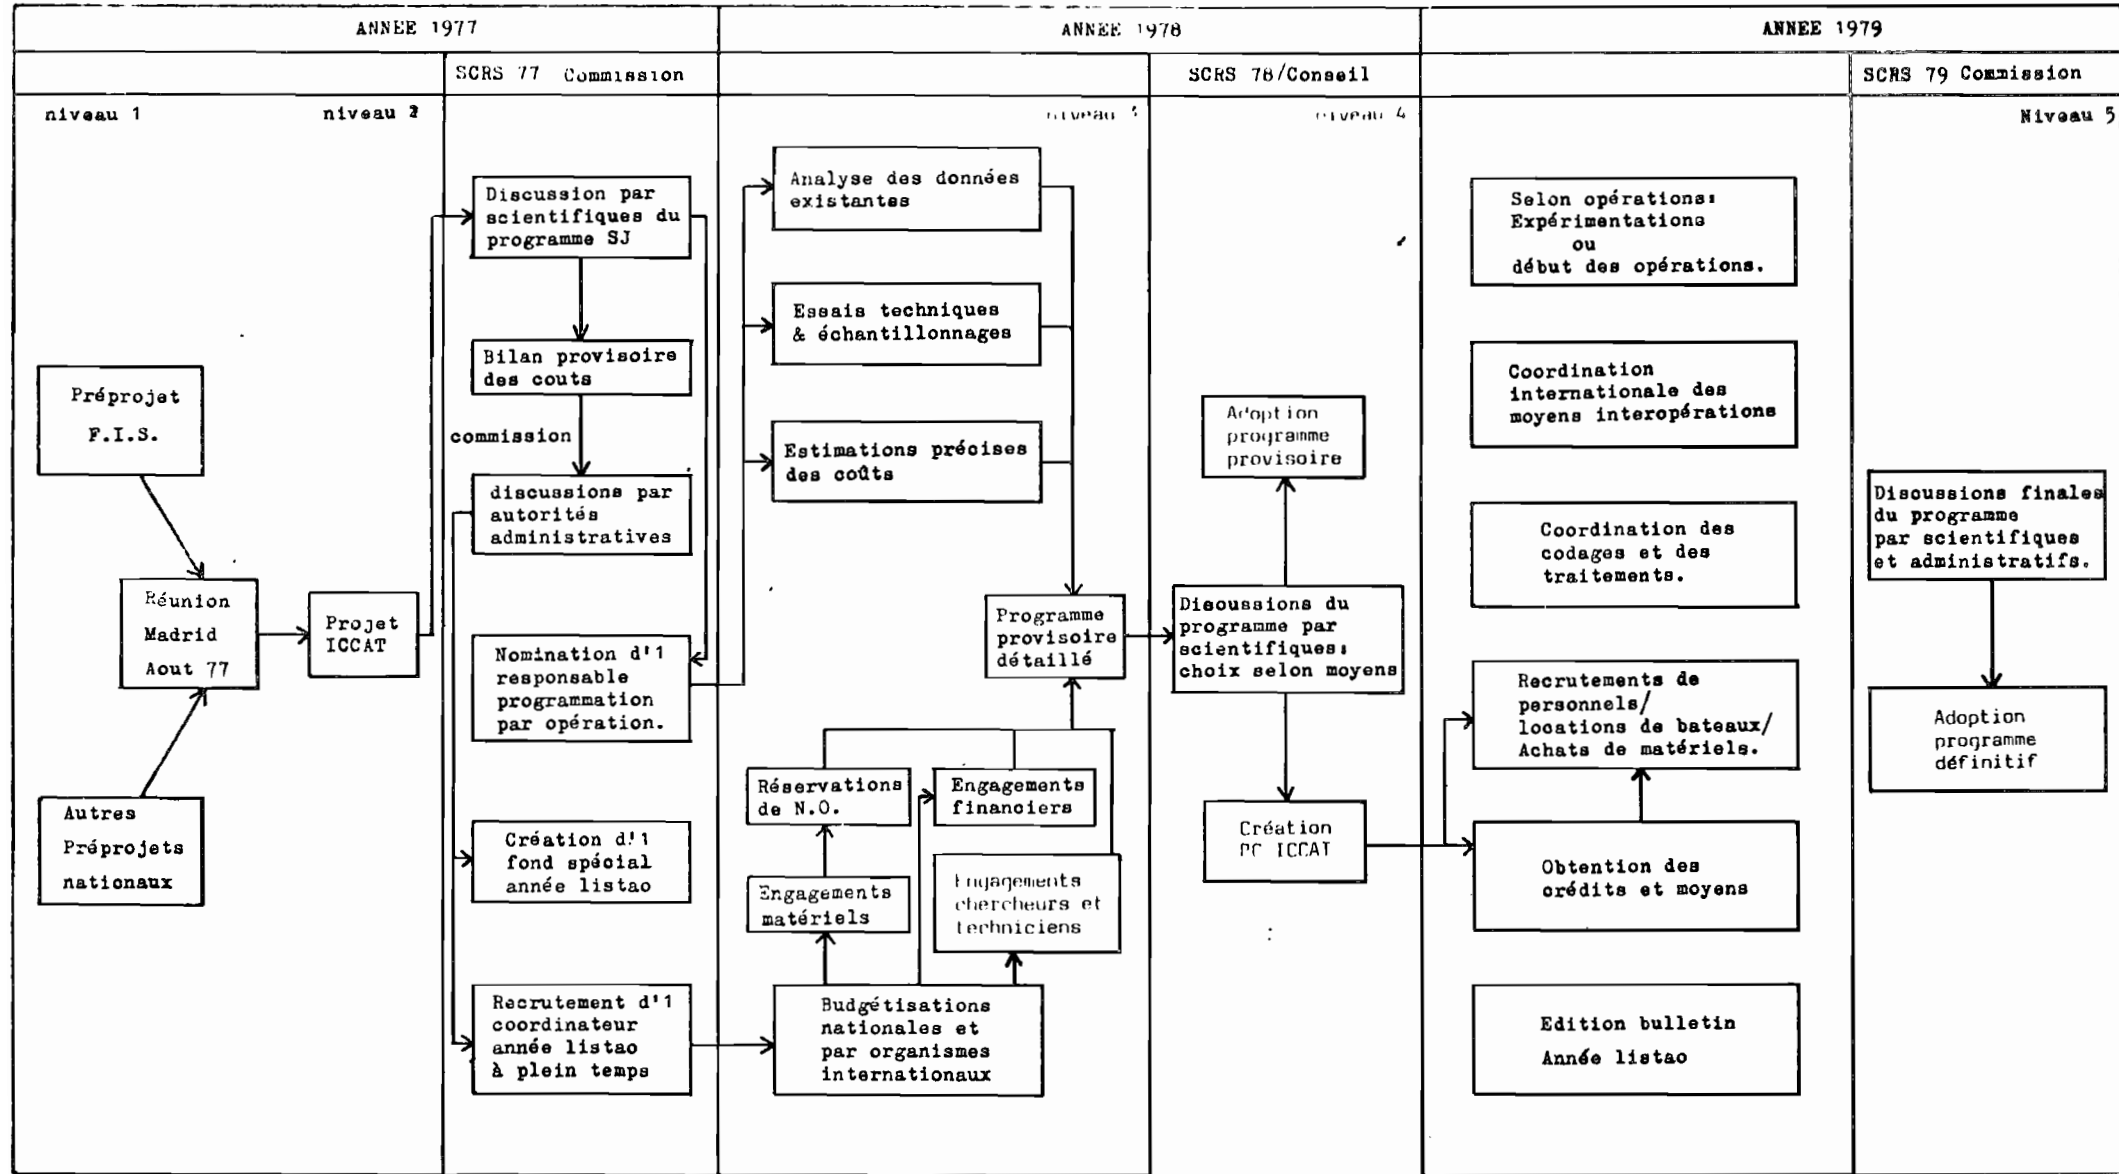 ANNEE 1977
ANNEE 1978
ANNEE 1979
SCRS 77 Commission
SCRS 78/Conseil
SCRS 79 Commission
niveau 1
niveau 2
niveau
niveau 4
Niveau 5
Préprojet
F.I.S.
Réunion
Madrid
Aout 77
Autres
Préprojets
nationaux
Projet
ICCAT
Discussion par
scientifiques du
programme SJ
Bilan provisoire
des couts
commission
discussions par
autorités
administratives
Nomination d'1
responsable
programmation
par opération.
Création d'1
fond spécial
année listao
Recrutement d'1
coordinateur
année listao
à plein temps
Analyse des données
existantes
Essais techniques
& échantillonnages
Estimations précises
des coûts
Programme
provisoire
détaillé
Réservations
de N.O.
Engagements
financiers
Engagements
matériels
Engagements
chercheurs et
techniciens
Budgétisations
nationales et
par organismes
internationaux
Adoption
programme
provisoire
Discussions du
programme par
scientifiques:
choix selon moyens
Création
PC ICCAT
Selon opérations:
Expérimentations
ou
début des opérations.
Coordination
internationale des
moyens interopérations
Coordination des
codages et des
traitements.
Recrutements de
personnels/
locations de bateaux/
Achats de matériels.
Obtention des
crédits et moyens
Edition bulletin
Année listao
Discussions finales
du programme
par scientifiques
et administratifs.
Adoption
programme
définitif